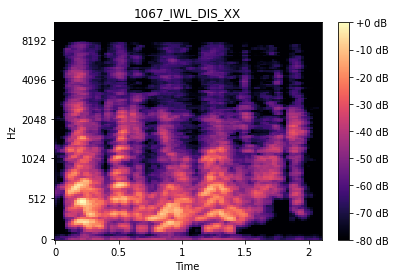 1067_IWL_DIS_XX
Hz
8192
4096
2048
1024
512
0
0
0.5
1
1.5
2
Time
+0 dB
-10 dB
-20 dB
-30 dB
-40 dB
-50 dB
-60 dB
-70 dB
-80 dB